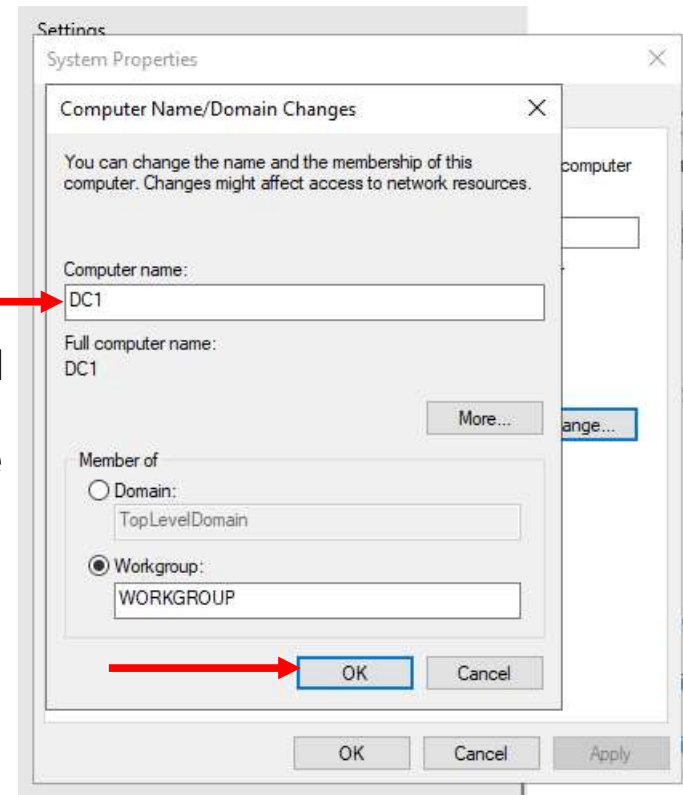 Settings
System Properties
Computer Name/Domain Changes
You can change the name and the membership of this
computer. Changes might affect access to network resources.
computer
Computer name:
DC1
Full computer name:
DC1
More...
ange...
Member of
Domain:
TopLevelDomain
Workgroup:
WORKGROUP
OK
Cancel
OK
Cancel
Apply